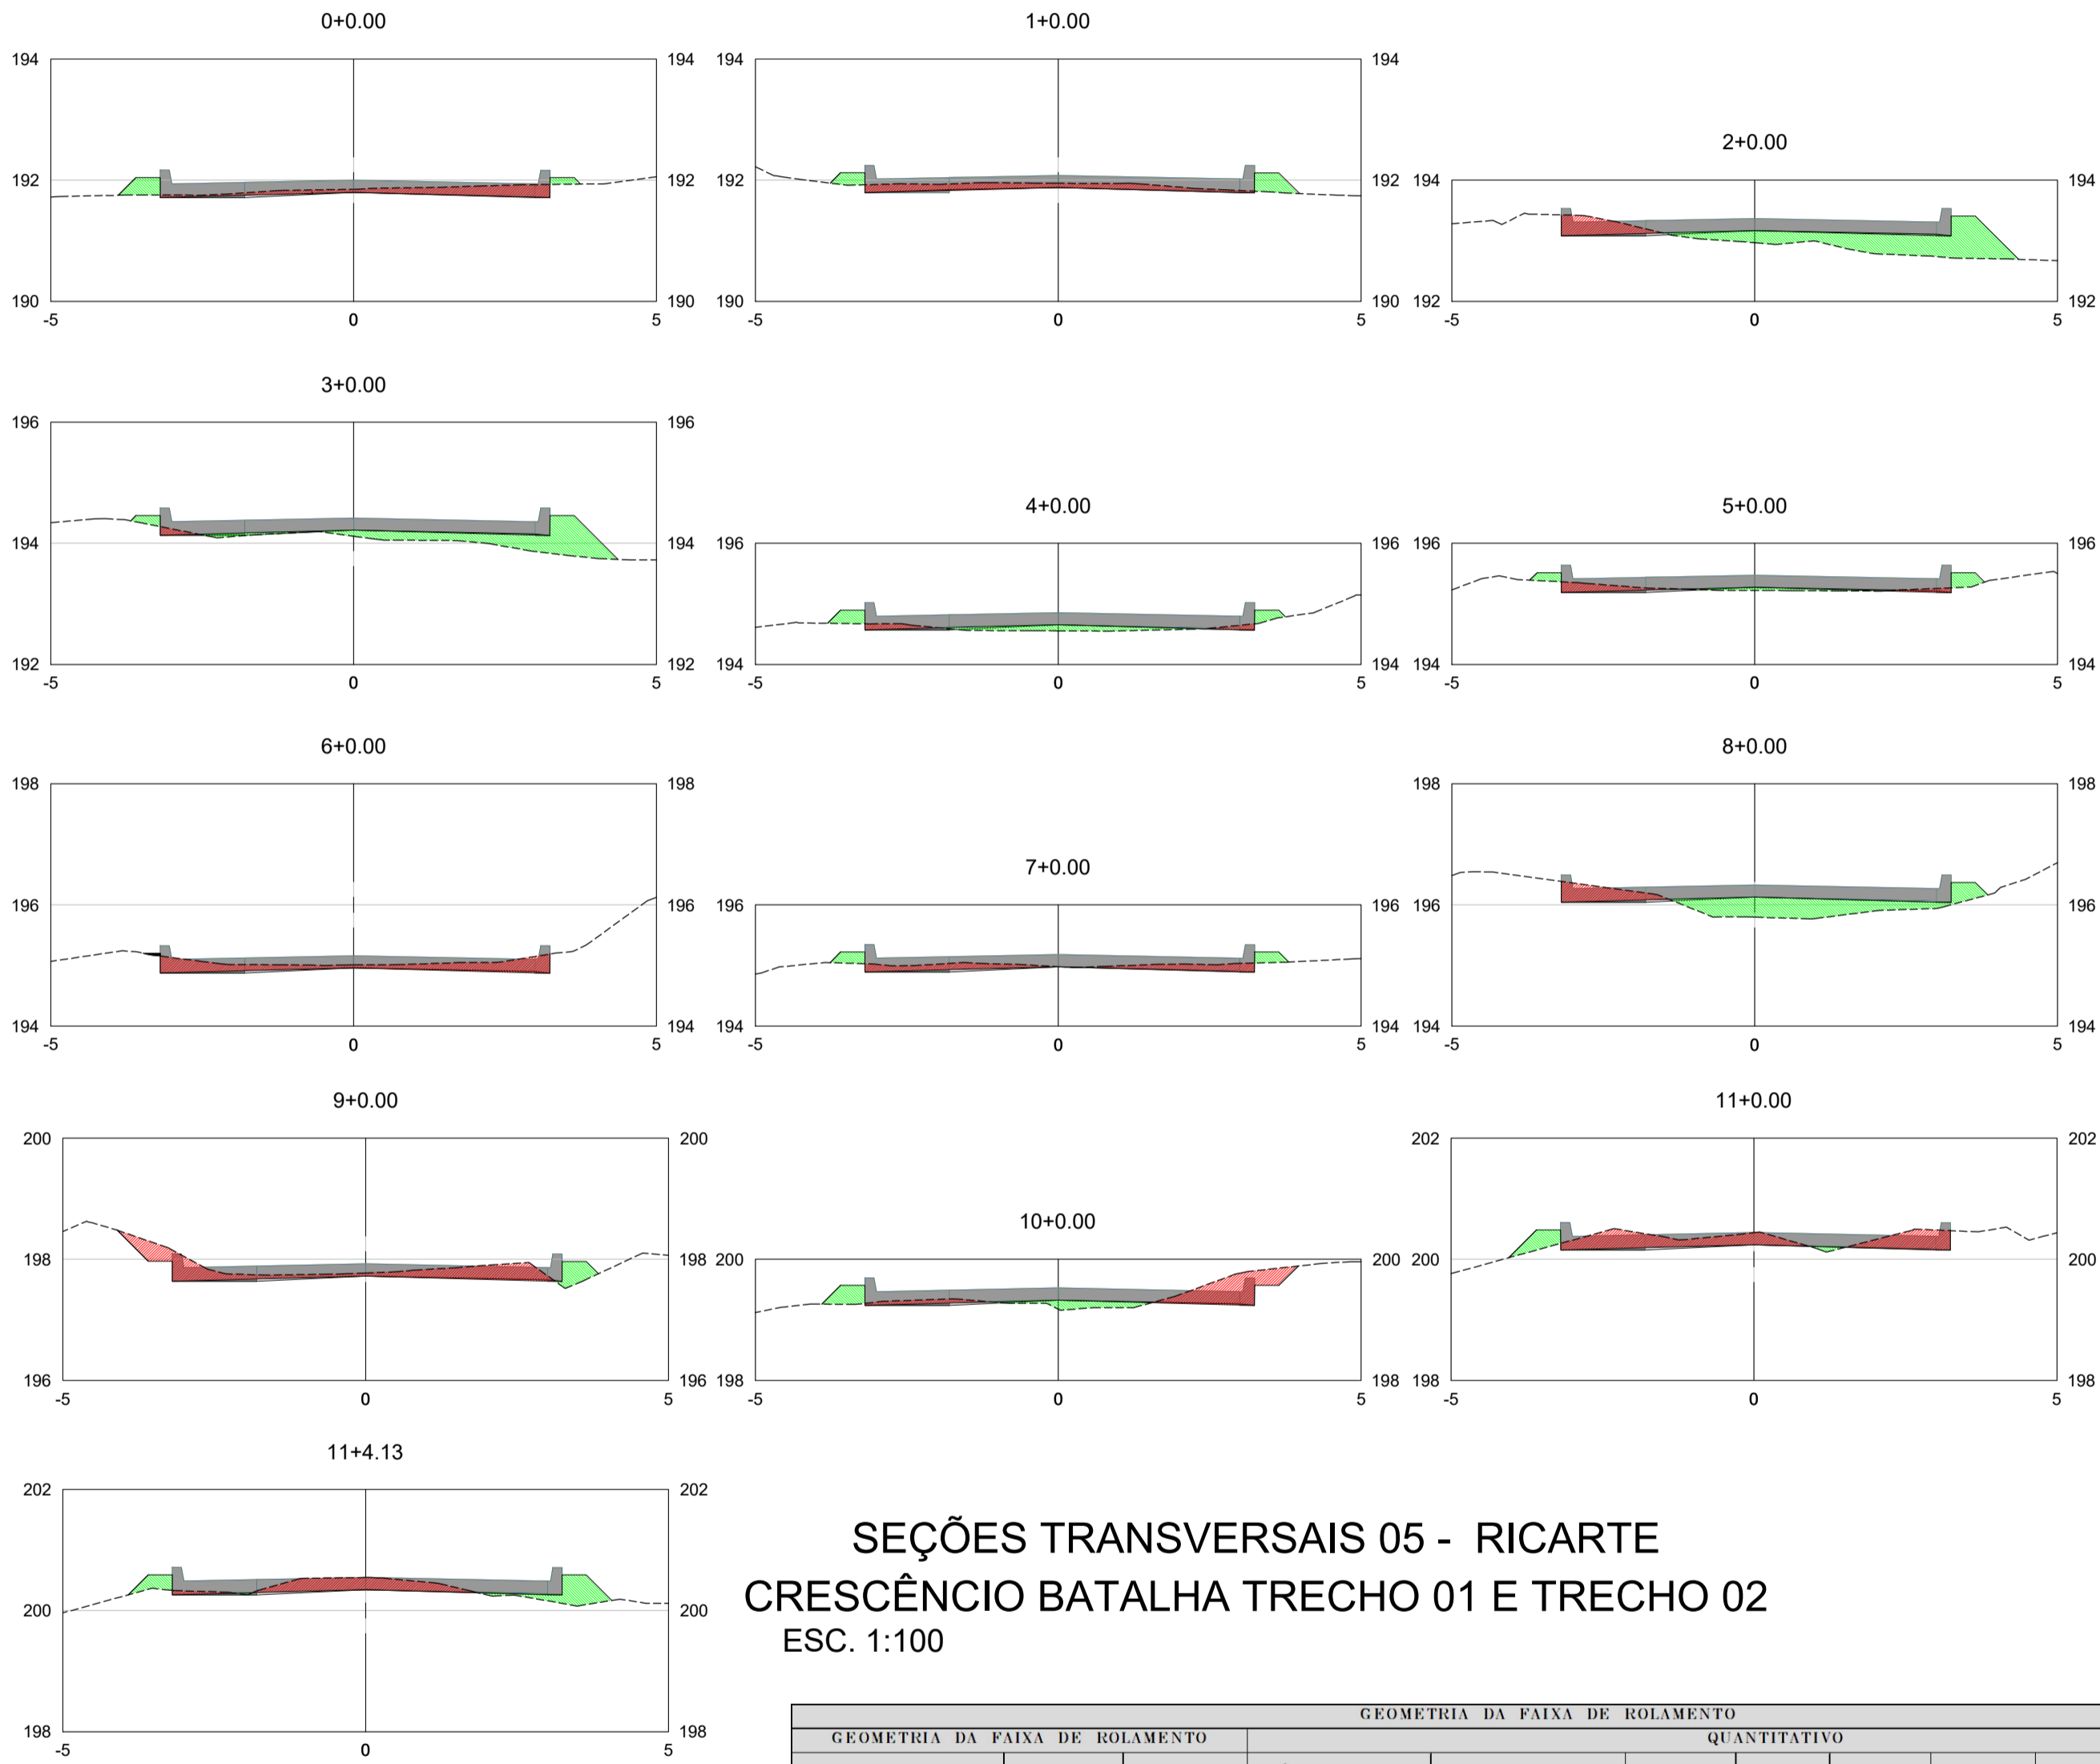 0+0.00
1+0.00
194 194 194 194
2+0.00
192 192 192 192
194 194
190 190 190 190
192 192
-5 0 5
-5 0 5
-5 0 5
3+0.00
196 196
4+0.00
5+0.00
194 194
196 196
196 196
192 192
194 194
194 194
-5 0 5
-5 0 5
-5 0 5
6+0.00
8+0.00
198 198
198 198
7+0.00
196 196
196 196
196 196
194 194
194 194
194 194
-5 0 5
-5 0 5
-5 0 5
9+0.00
11+0.00
200 200
202 202
10+0.00
198 198
200 200
200 200
196 196
198 198
198 198
-5 0 5
-5 0 5
-5 0 5
11+4.13
202 202
200 200
198 198
-5 0 5
SEÇÕES TRANSVERSAIS 05 - RICARTE
CRESCÊNCIO BATALHA TRECHO 01 E TRECHO 02
ESC. 1:100
GEOMETRIA DA FAIXA DE ROLAMENTO
GEOMETRIA DA FAIXA DE ROLAMENTO
QUANTITATIVO